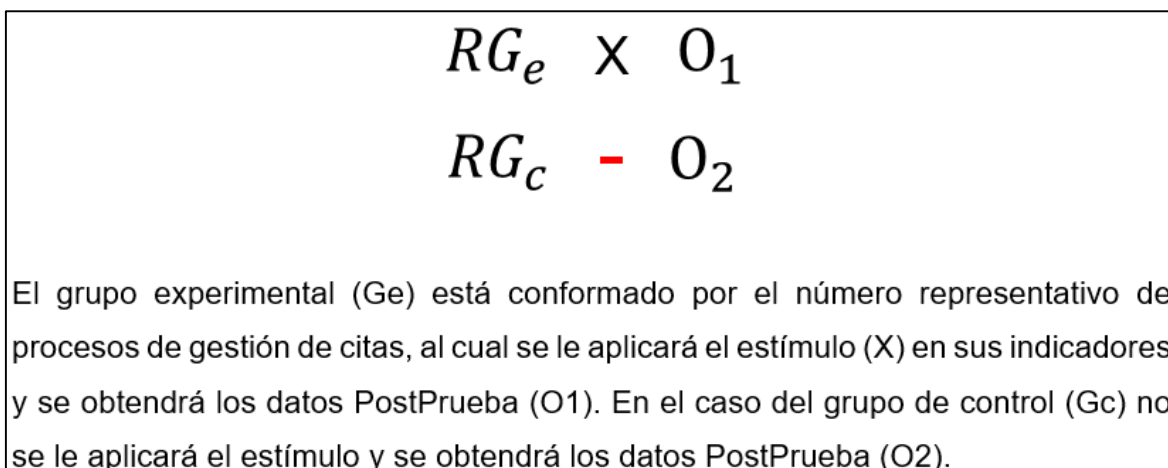 RGₑ X O₁
RG꜀ - O₂
El grupo experimental (Ge) está conformado por el número representativo de
procesos de gestión de citas, al cual se le aplicará el estímulo (X) en sus indicadores
y se obtendrá los datos PostPrueba (O1). En el caso del grupo de control (Gc) no
se le aplicará el estímulo y se obtendrá los datos PostPrueba (O2).